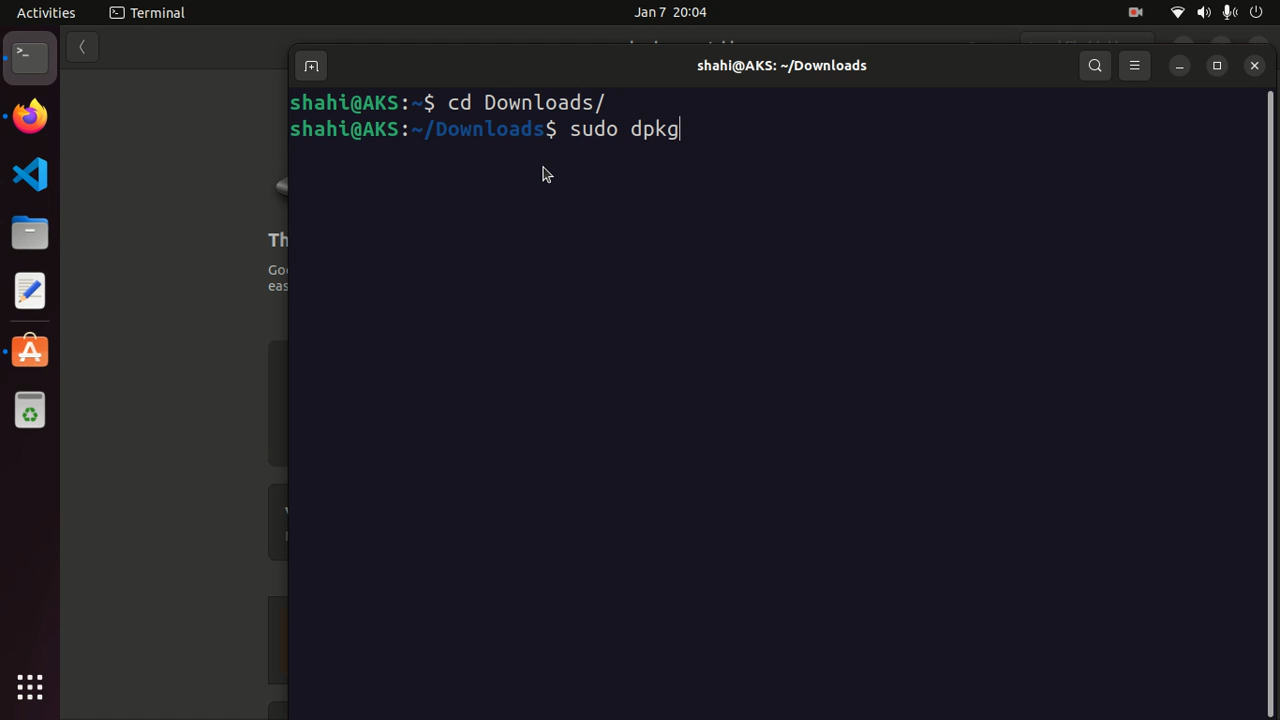 Activities
Terminal
Jan 7 20:04
shahi@AKS: ~/Downloads
shahi@AKS:~$ cd Downloads/
shahi@AKS:~/Downloads$ sudo dpkg
Th
Goo
eas